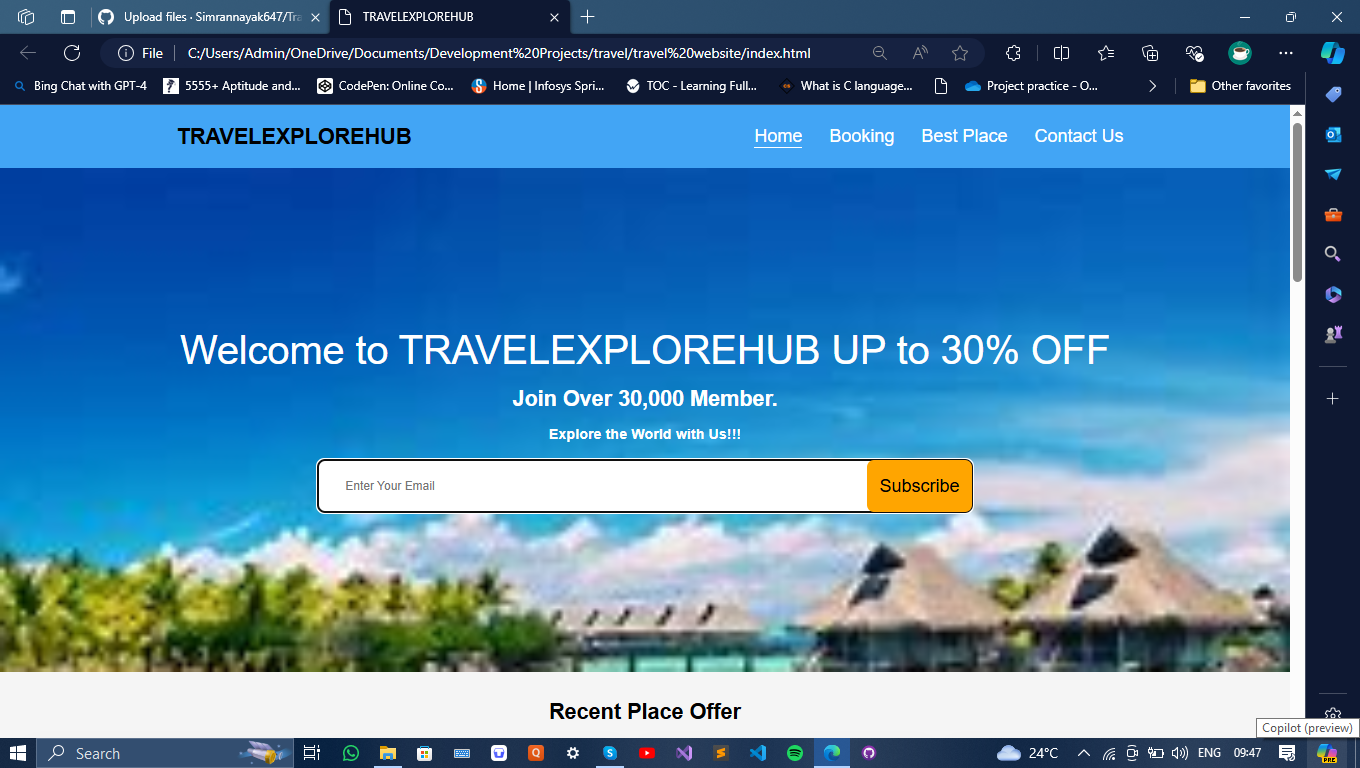 Upload files · Simrannayak647/Tra
TRAVELEXPLOREHUB
File
C:/Users/Admin/OneDrive/Documents/Development%20Projects/travel/travel%20website/index.html
Bing Chat with GPT-4
5555+ Aptitude and...
CodePen: Online Co...
Home | Infosys Spri...
TOC - Learning Full...
What is C language...
Project practice - O...
Other favorites
TRAVELEXPLOREHUB
Home
Booking
Best Place
Contact Us
Welcome to TRAVELEXPLOREHUB UP to 30% OFF
Join Over 30,000 Member.
Explore the World with Us!!!
Enter Your Email
Subscribe
Recent Place Offer
Copilot (preview)
Search
24°C
ENG
09:47
PRE